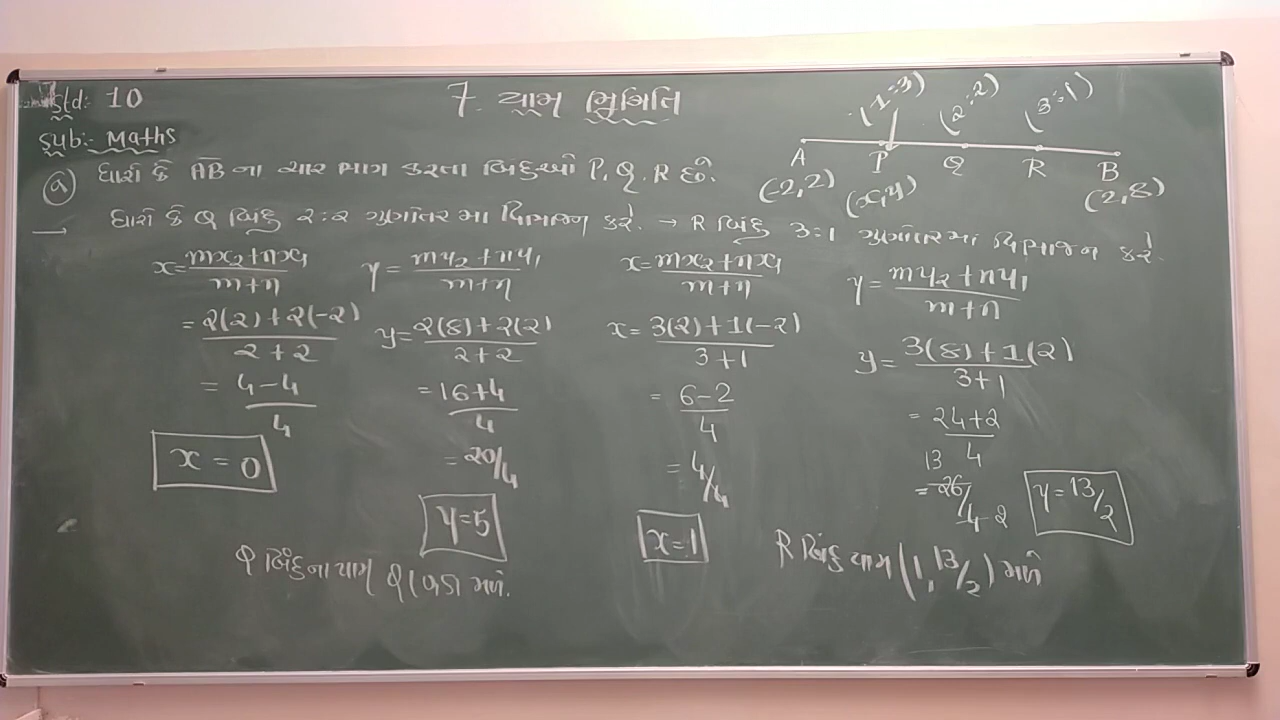 Std:- 10
7. યામ ભૂમિતિ
Sub:- Maths
(1:3) (2:2) (3:1)
A P Q R B
(-2,2) (x,y) (2,8)
(a) ધારો કે AB ના ચાર ભાગ કરતા બિંદુઓ P, Q, R છે.
→ ધારો કે Q બિંદુ ૨:૨ ગુણોત્તર મા વિભાજન કરે. → R બિંદુ 3:1 ગુણોત્તરમાં વિભાજન કરે.
x = mx₂+nx₁ / m+n
= 2(2)+2(-2) / 2+2
= 4-4 / 4
x = 0
y = my₂+ny₁ / m+n
y = 2(8)+2(2) / 2+2
= 16+4 / 4
= 20/4
y=5
Q બિંદુના યામ
મળે.
x = mx₂+nx₁ / m+n
x = 3(2)+1(-2) / 3+1
= 6-2 / 4
= 4/4
x=1
y = my₂+ny₁ / m+n
y = 3(8)+1(2) / 3+1
= 24+2 / 4
13
= 26/4 2
y=13/2
R બિંદુ યામ (1, 13/2) મળે